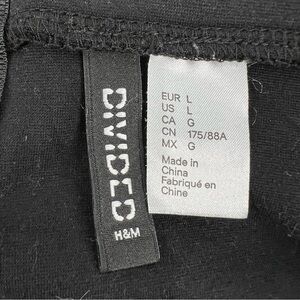 DIVIDED
H&M
EUR L
US L
CA G
CN 175/88A
MX G
Made in
China
Fabriqué en
Chine